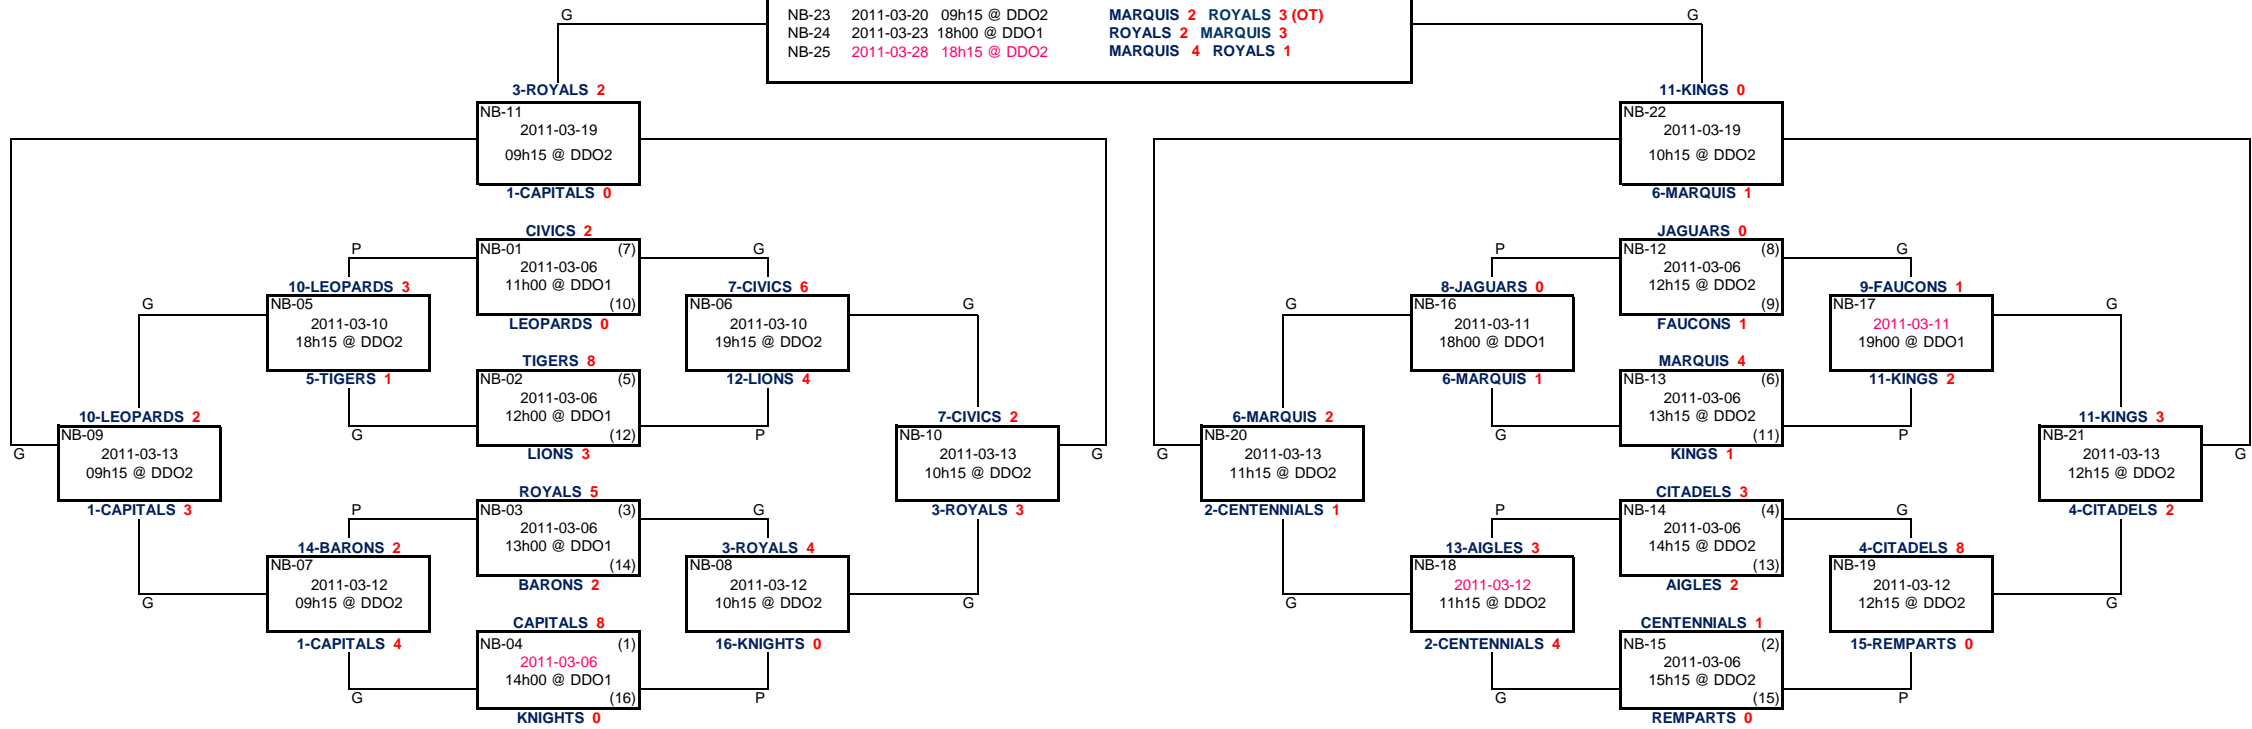 G
NB-23 2011-03-20 09h15 @ DDO2 MARQUIS 2 ROYALS 3 (OT)
G
NB-24 2011-03-23 18h00 @ DDO1 ROYALS 2 MARQUIS 3
NB-25 2011-03-28 18h15 @ DDO2 MARQUIS 4 ROYALS 1
3-ROYALS 2
NB-11
2011-03-19
09h15 @ DDO2
1-CAPITALS 0
CIVICS 2
P
NB-01 (7)
G
2011-03-06
11h00 @ DDO1
(10)
LEOPARDS 0
10-LEOPARDS 3
G
NB-05
2011-03-10
18h15 @ DDO2
5-TIGERS 1
7-CIVICS 6
NB-06
G
2011-03-10
19h15 @ DDO2
12-LIONS 4
TIGERS 8
NB-02 (5)
2011-03-06
12h00 @ DDO1
(12)
G
P
LIONS 3
10-LEOPARDS 2
NB-09
2011-03-13
09h15 @ DDO2
G
1-CAPITALS 3
7-CIVICS 2
NB-10
2011-03-13
10h15 @ DDO2
G
3-ROYALS 3
ROYALS 5
P
NB-03 (3)
G
2011-03-06
13h00 @ DDO1
(14)
BARONS 2
14-BARONS 2
NB-07
2011-03-12
09h15 @ DDO2
G
1-CAPITALS 4
3-ROYALS 4
NB-08
2011-03-12
10h15 @ DDO2
G
16-KNIGHTS 0
CAPITALS 8
NB-04 (1)
2011-03-06
14h00 @ DDO1
(16)
G
P
KNIGHTS 0
11-KINGS 0
NB-22
2011-03-19
10h15 @ DDO2
6-MARQUIS 1
JAGUARS 0
P
NB-12 (8)
G
2011-03-06
12h15 @ DDO2
(9)
FAUCONS 1
8-JAGUARS 0
G
NB-16
2011-03-11
18h00 @ DDO1
6-MARQUIS 1
9-FAUCONS 1
NB-17
G
2011-03-11
19h00 @ DDO1
11-KINGS 2
MARQUIS 4
NB-13 (6)
2011-03-06
13h15 @ DDO2
(11)
G
P
KINGS 1
6-MARQUIS 2
NB-20
2011-03-13
11h15 @ DDO2
G
2-CENTENNIALS 1
11-KINGS 3
NB-21
2011-03-13
12h15 @ DDO2
G
4-CITADELS 2
CITADELS 3
P
NB-14 (4)
G
2011-03-06
14h15 @ DDO2
(13)
AIGLES 2
13-AIGLES 3
NB-18
2011-03-12
11h15 @ DDO2
G
2-CENTENNIALS 4
4-CITADELS 8
NB-19
2011-03-12
12h15 @ DDO2
G
15-REMPARTS 0
CENTENNIALS 1
NB-15 (2)
2011-03-06
15h15 @ DDO2
(15)
G
P
REMPARTS 0